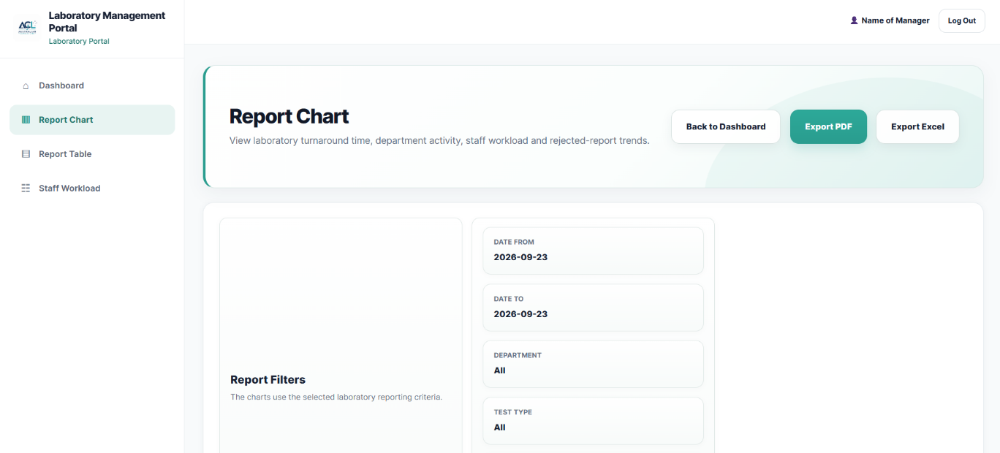 ACL
AUSTRALIAN
Laboratory Management
Portal
Laboratory Portal
Name of Manager
Log Out
Dashboard
Report Chart
Report Table
Staff Workload
Report Chart
View laboratory turnaround time, department activity, staff workload and rejected-report trends.
Back to Dashboard
Export PDF
Export Excel
Report Filters
The charts use the selected laboratory reporting criteria.
DATE FROM
2026-09-23
DATE TO
2026-09-23
DEPARTMENT
All
TEST TYPE
All